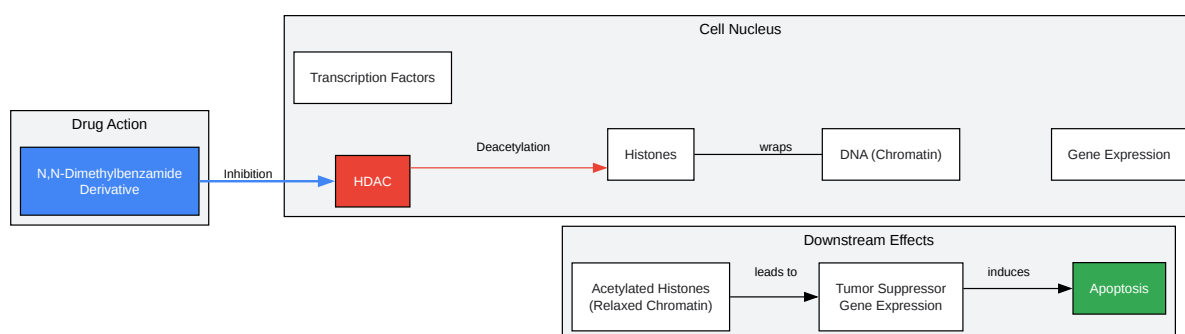 Cell Nucleus
Transcription Factors
Drug Action
N,N-Dimethylbenzamide
Derivative
Inhibition
HDAC
Deacetylation
Histones
wraps
DNA (Chromatin)
Gene Expression
Downstream Effects
Acetylated Histones
(Relaxed Chromatin)
leads to
Tumor Suppressor
Gene Expression
induces
Apoptosis